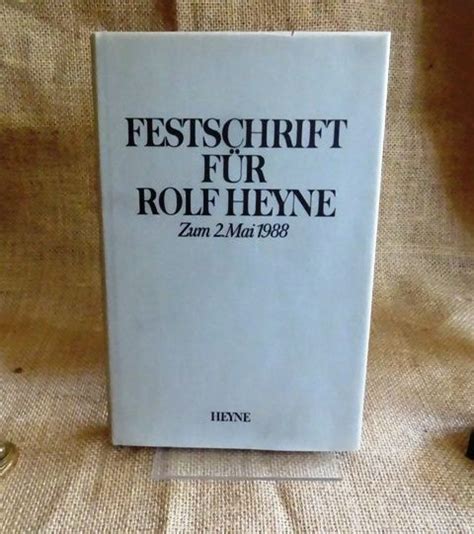 FESTSCHRIFT
FÜR
ROLF HEYNE
Zum 2. Mai 1988
HEYNE